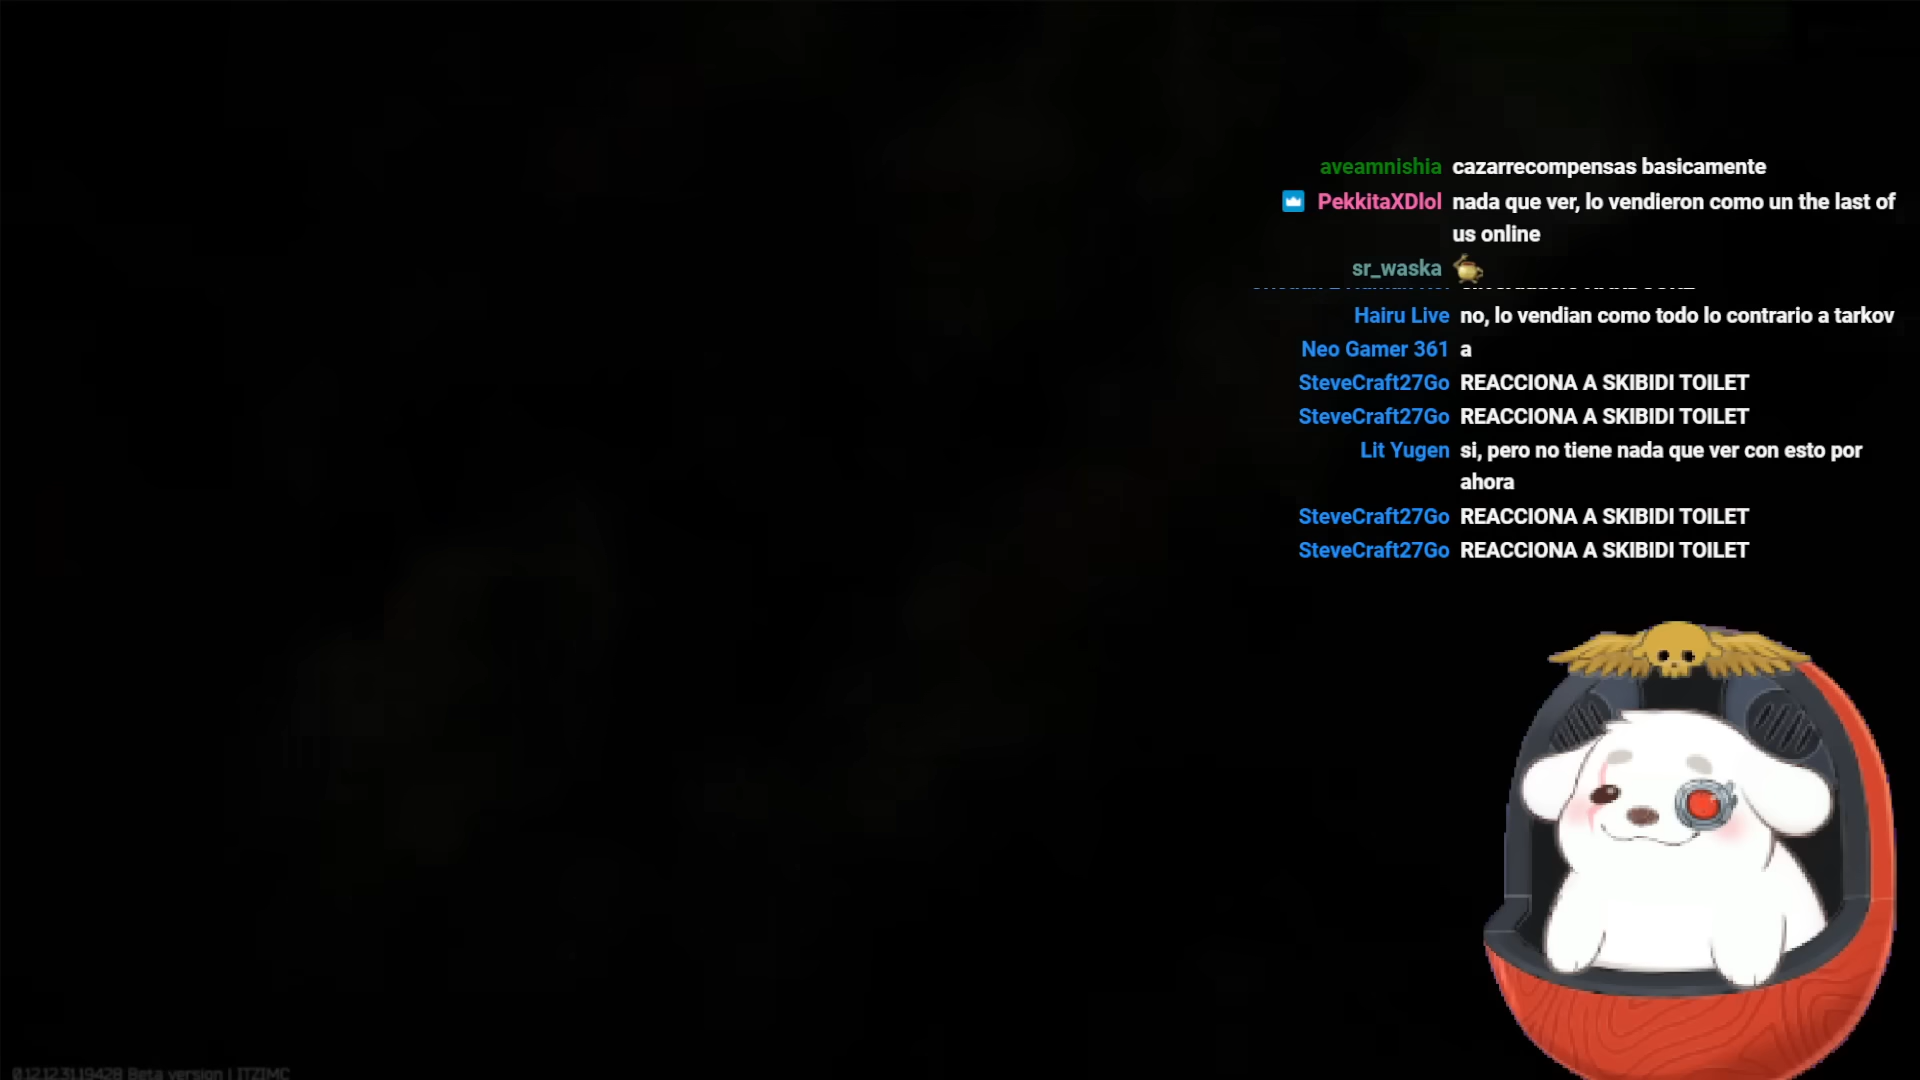 aveamnishia cazarrecompensas basicamente
PekkitaXDlol nada que ver, lo vendieron como un the last of
us online
sr_waska
Hairu Live no, lo vendian como todo lo contrario a tarkov
Neo Gamer 361 a
SteveCraft27Go REACCIONA A SKIBIDI TOILET
SteveCraft27Go REACCIONA A SKIBIDI TOILET
Lit Yugen si, pero no tiene nada que ver con esto por
ahora
SteveCraft27Go REACCIONA A SKIBIDI TOILET
SteveCraft27Go REACCIONA A SKIBIDI TOILET
Beta version | ITZIMC